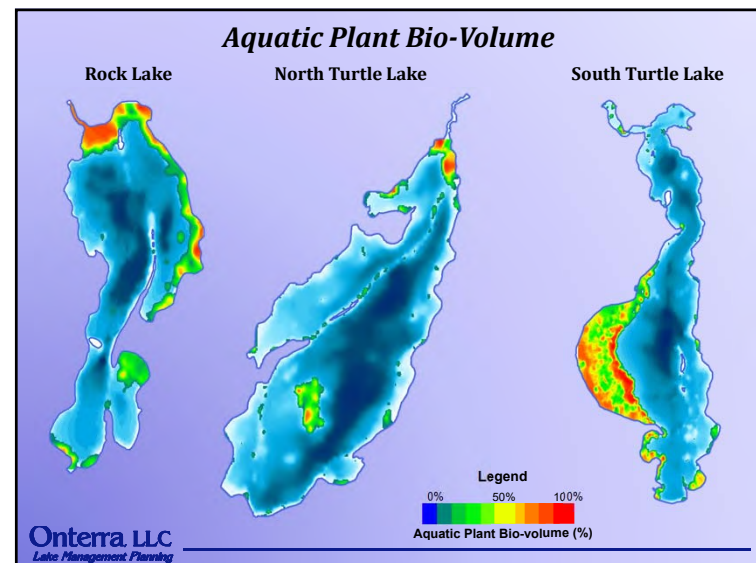 Aquatic Plant Bio-Volume
Rock Lake
North Turtle Lake
South Turtle Lake
Legend
0% 50% 100%
Aquatic Plant Bio-volume (%)
Onterra LLC
Lake Management Planning